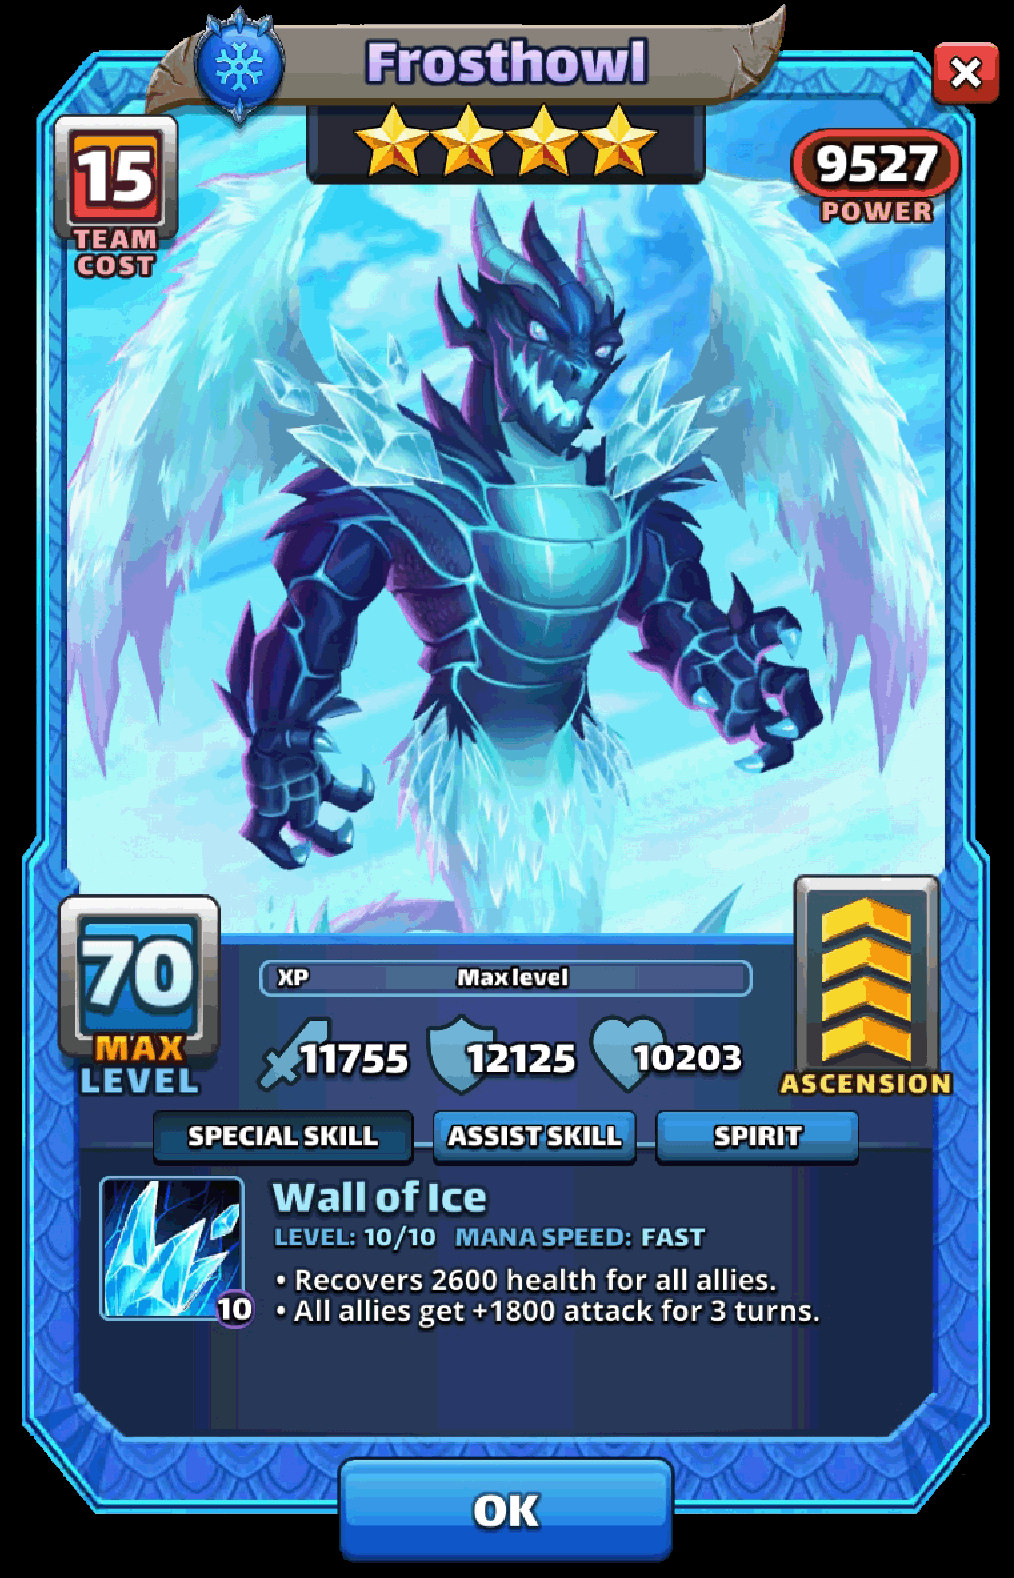 Frosthowl
15
TEAM
COST
9527
POWER
70
MAX
LEVEL
XP
Max level
11755
12125
10203
ASCENSION
SPECIAL SKILL
ASSIST SKILL
SPIRIT
Wall of Ice
LEVEL: 10/10 MANA SPEED: FAST
• Recovers 2600 health for all allies.
• All allies get +1800 attack for 3 turns.
10
OK